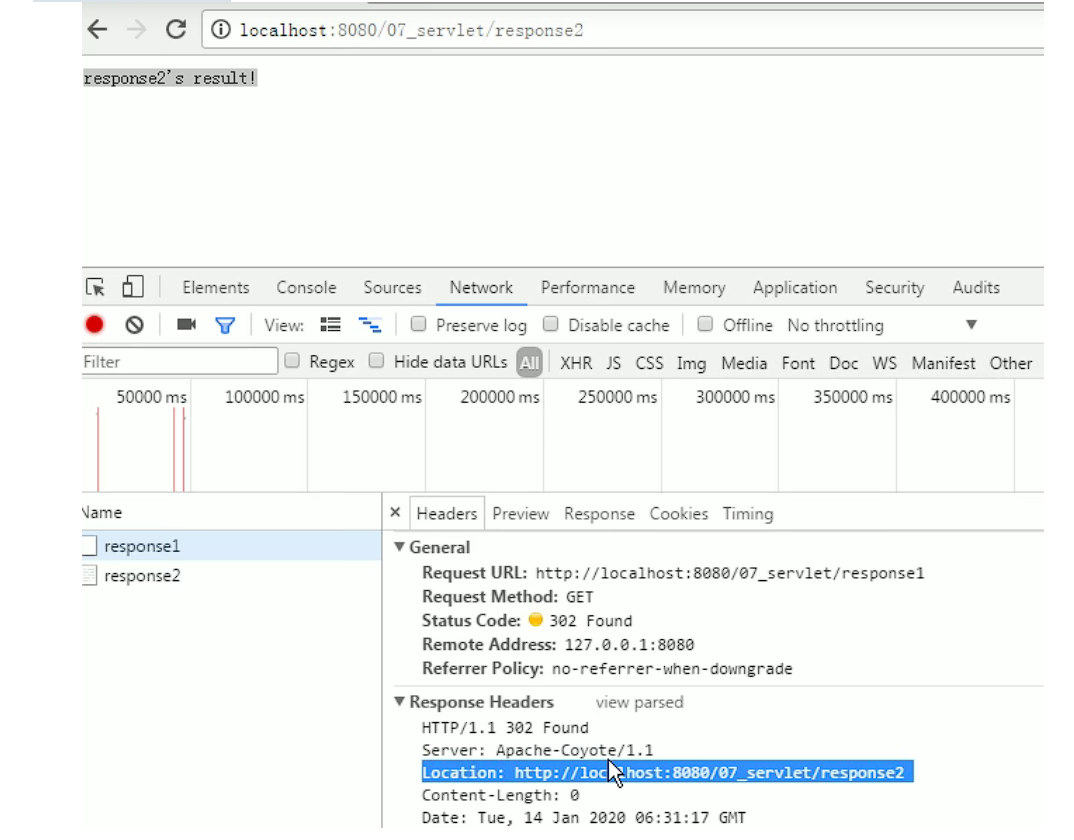 localhost:8080/07_servlet/response2
response2's result!
Elements Console Sources Network Performance Memory Application Security Audits
View: Preserve log Disable cache Offline No throttling
Filter Regex Hide data URLs All XHR JS CSS Img Media Font Doc WS Manifest Other
50000 ms 100000 ms 150000 ms 200000 ms 250000 ms 300000 ms 350000 ms 400000 ms
Name × Headers Preview Response Cookies Timing
response1
response2
▼ General
Request URL: http://localhost:8080/07_servlet/response1
Request Method: GET
Status Code: 302 Found
Remote Address: 127.0.0.1:8080
Referrer Policy: no-referrer-when-downgrade
▼ Response Headers view parsed
HTTP/1.1 302 Found
Server: Apache-Coyote/1.1
Location: http://localhost:8080/07_servlet/response2
Content-Length: 0
Date: Tue, 14 Jan 2020 06:31:17 GMT